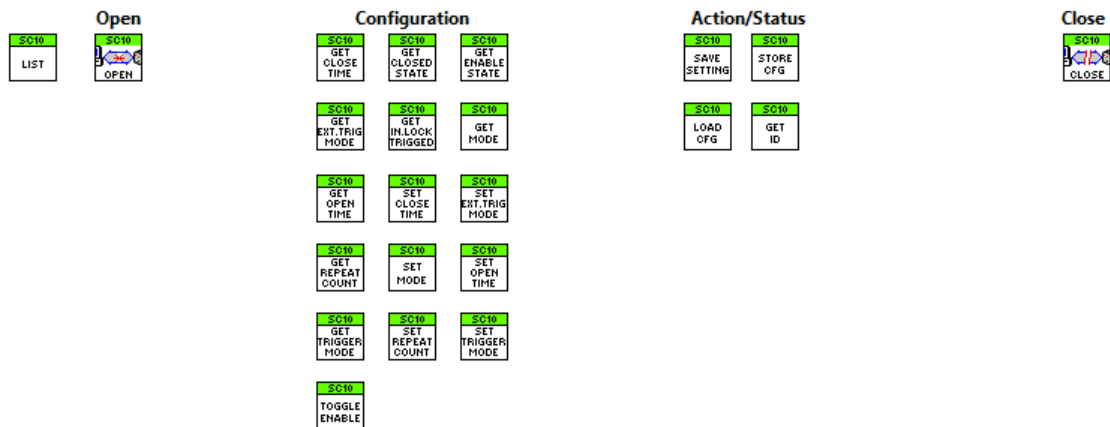 Open
Configuration
Action/Status
Close
SC10
LIST
SC10
OPEN
SC10
GET
CLOSE
TIME
SC10
GET
CLOSED
STATE
SC10
GET
ENABLE
STATE
SC10
SAVE
SETTING
SC10
STORE
CFG
SC10
CLOSE
SC10
GET
EXT.TRIG
MODE
SC10
GET
IN.LOCK
TRIGGED
SC10
GET
MODE
SC10
LOAD
CFG
SC10
GET
ID
SC10
GET
OPEN
TIME
SC10
SET
CLOSE
TIME
SC10
SET
EXT.TRIG
MODE
SC10
GET
REPEAT
COUNT
SC10
SET
MODE
SC10
SET
OPEN
TIME
SC10
GET
TRIGGER
MODE
SC10
SET
REPEAT
COUNT
SC10
SET
TRIGGER
MODE
SC10
TOGGLE
ENABLE